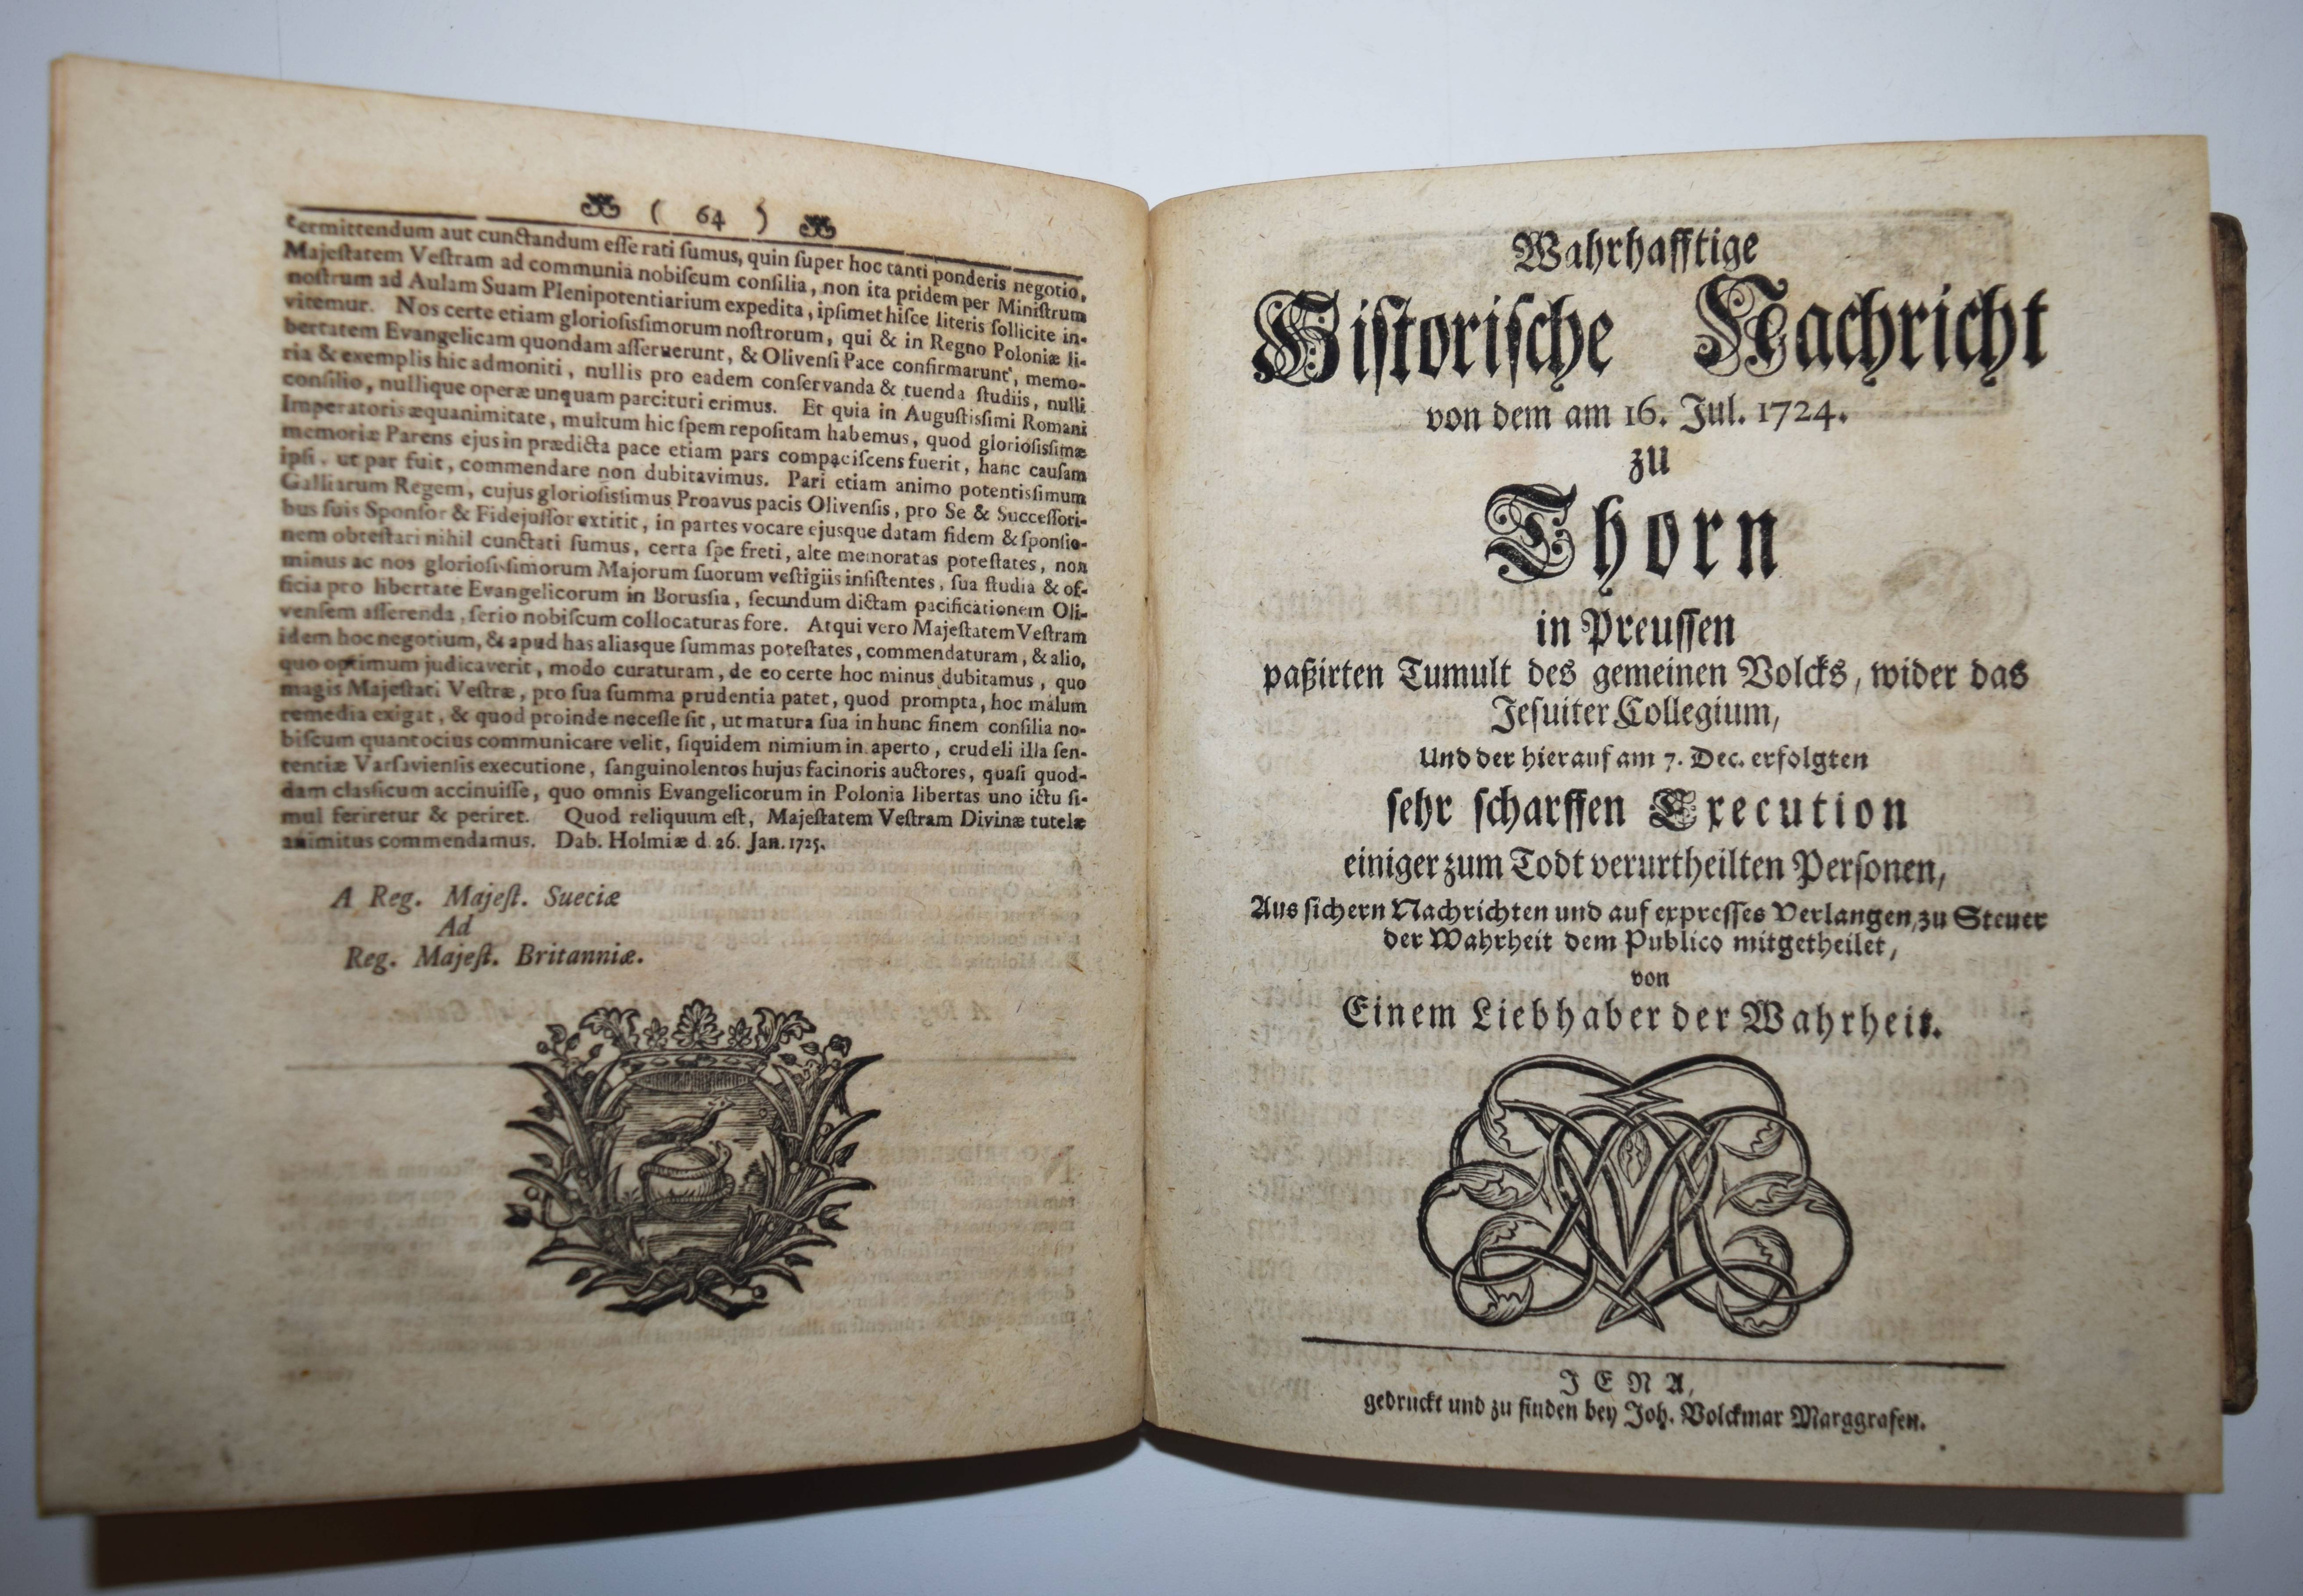 ( 64 )
termittendum aut cunctandum esse rati sumus, quin super hoc tanti ponderis negotio,
Majestatem Vestram ad communia nobiscum consilia, non ita pridem per Ministrum
nostrum ad Aulam Suam Plenipotentiarium expedita, ipsimet hisce literis sollicite in-
vitemur. Nos certe etiam gloriosissimorum nostrorum, qui & in Regno Poloniæ li-
bertatem Evangelicam quondam asseruerunt, & Olivensi Pace confirmarunt, memo-
ria & exemplis hic admoniti, nullis pro eadem conservanda & tuenda studiis, nulli
consilio, nullique operæ unquam parcituri erimus. Et quia in Augustissimi Romani
Imperatoris æquanimitate, multum hic spem repositam habemus, quod gloriosissimæ
memoriæ Parens ejus in prædicta pace etiam pars compaciscens fuerit, hanc causam
ipsi, ut par fuit, commendare non dubitavimus. Pari etiam animo potentissimum
Galliarum Regem, cujus gloriosissimus Proavus pacis Olivensis, pro Se & Successori-
bus suis Sponsor & Fidejussor extitit, in partes vocare ejusque datam fidem & sponsio-
nem obtestari nihil cunctati sumus, certa spe freti, alte memoratas potestates, non
minus ac nos gloriosissimorum Majorum suorum vestigiis insistentes, sua studia & of-
ficia pro libertate Evangelicorum in Borussia, secundum dictam pacificationem Oli-
vensem asserenda, serio nobiscum collocaturas fore. Atqui vero Majestatem Vestram
idem hoc negotium, & apud has aliasque summas potestates, commendaturam, & alio,
quo optimum judicaverit, modo curaturam, de eo certe hoc minus dubitamus, quo
magis Majestati Vestræ, pro sua summa prudentia patet, quod prompta, hoc malum
remedia exigat, & quod proinde necesse sit, ut matura sua in hunc finem consilia no-
biscum quantocius communicare velit, siquidem nimium in aperto, crudeli illa sen-
tentiæ Varsaviensis executione, sanguinolentos hujus facinoris auctores, quasi quod-
dam classicum accinuisse, quo omnis Evangelicorum in Polonia libertas uno ictu si-
mul feriretur & periret. Quod reliquum est, Majestatem Vestram Divinæ tutelæ
animitus commendamus. Dab. Holmiæ d. 26. Jan. 1725.
A Reg. Majest. Sueciæ
Ad
Reg. Majest. Britanniæ.
Wahrhafftige
Historische Nachricht
von dem am 16. Jul. 1724.
zu
Thorn
in Preussen
paßirten Tumult des gemeinen Volcks, wider das
Jesuiter Collegium,
Und der hierauf am 7. Dec. erfolgten
sehr scharffen Execution
einiger zum Todt verurtheilten Personen,
Aus sichern Nachrichten und auf expresses Verlangen, zu Steuer
der Wahrheit dem Publico mitgetheilet,
von
Einem Liebhaber der Wahrheit.
JENA,
gedruckt und zu finden bey Joh. Volckmar Marggrafen.